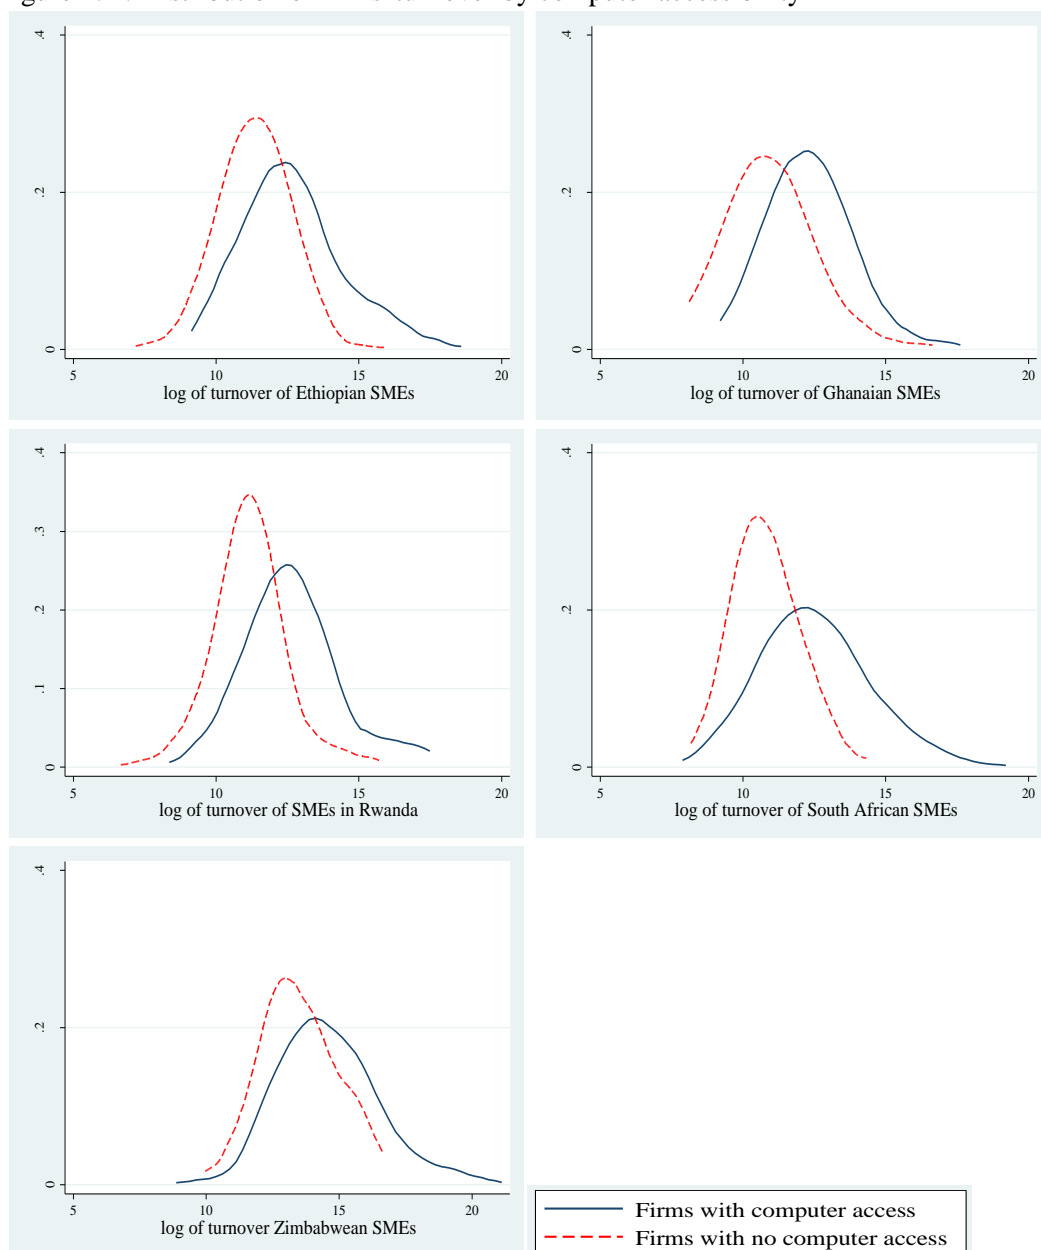 turnover by computer accessibility
.4
.2
0
5 10 15 20
log of turnover of Ethiopian SMEs
.4
.2
0
5 10 15 20
log of turnover of Ghanaian SMEs
.4
.3
.2
.1
0
5 10 15 20
log of turnover of SMEs in Rwanda
.4
.2
0
5 10 15 20
log of turnover of South African SMEs
.4
.2
0
5 10 15 20
log of turnover Zimbabwean SMEs
Firms with computer access
Firms with no computer access